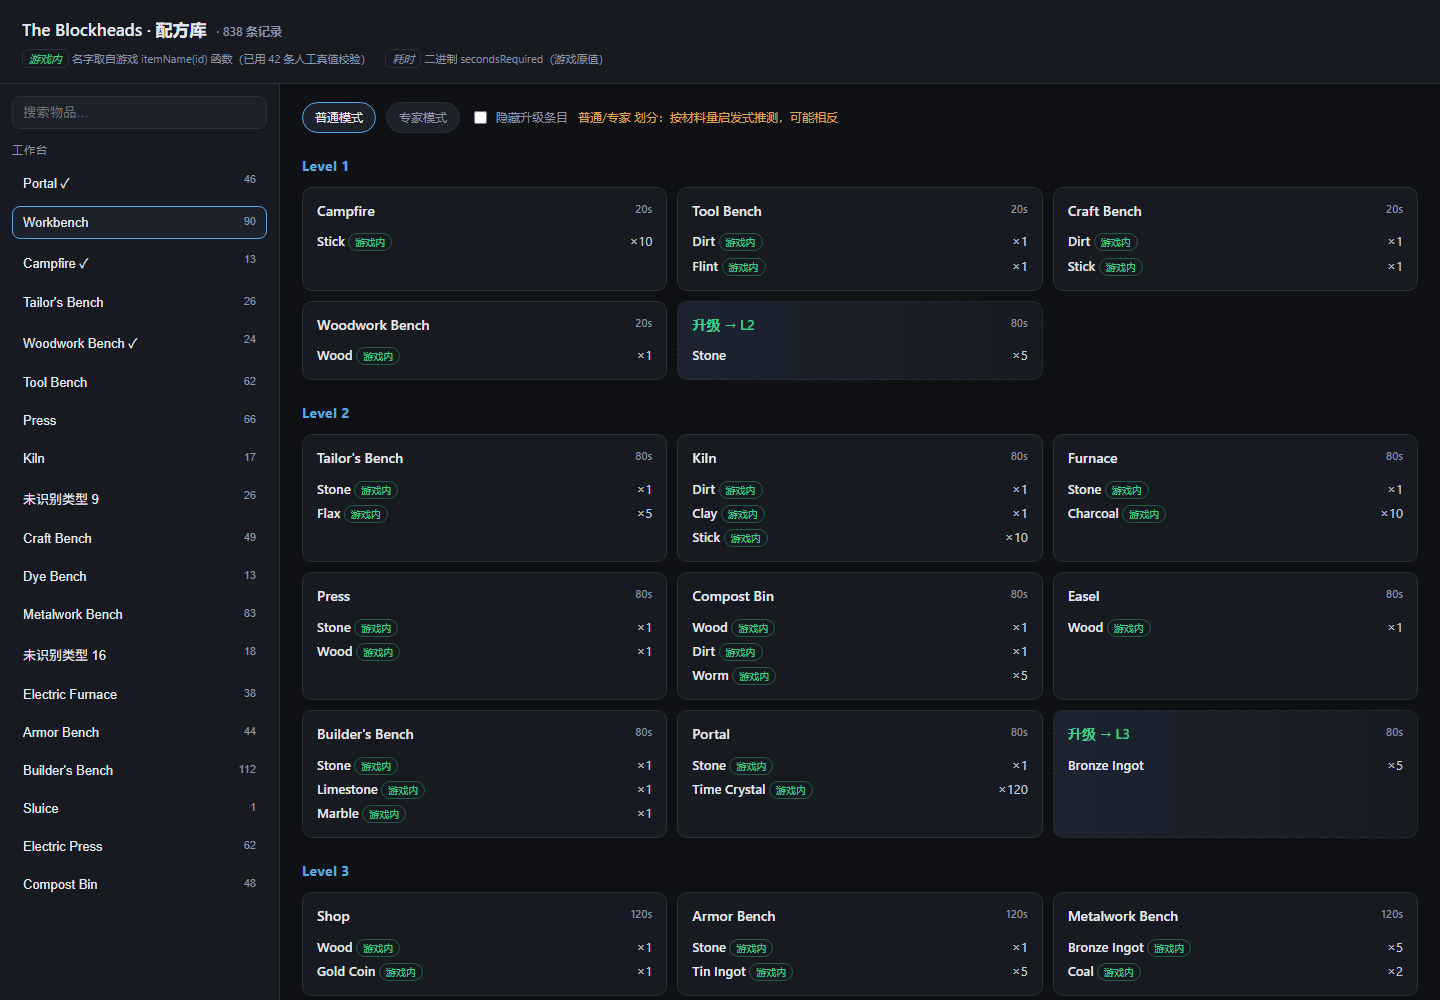 The Blockheads · 配方库 · 838 条记录
游戏内 名字取自游戏 itemName(id) 函数（已用 42 条人工真值校验） 耗时 二进制 secondsRequired（游戏原值）
搜索物品...
工作台
Portal ✓ 46
Workbench 90
Campfire ✓ 13
Tailor's Bench 26
Woodwork Bench ✓ 24
Tool Bench 62
Press 66
Kiln 17
未识别类型 9 26
Craft Bench 49
Dye Bench 13
Metalwork Bench 83
未识别类型 16 18
Electric Furnace 38
Armor Bench 44
Builder's Bench 112
Sluice 1
Electric Press 62
Compost Bin 48
普通模式 专家模式 隐藏升级条目 普通/专家 划分：按材料量启发式推测，可能相反
Level 1
Campfire 20s
Stick 游戏内 ×10
Tool Bench 20s
Dirt 游戏内 ×1
Flint 游戏内 ×1
Craft Bench 20s
Dirt 游戏内 ×1
Stick 游戏内 ×1
Woodwork Bench 20s
Wood 游戏内 ×1
升级 → L2 80s
Stone ×5
Level 2
Tailor's Bench 80s
Stone 游戏内 ×1
Flax 游戏内 ×5
Kiln 80s
Dirt 游戏内 ×1
Clay 游戏内 ×1
Stick 游戏内 ×10
Furnace 80s
Stone 游戏内 ×1
Charcoal 游戏内 ×10
Press 80s
Stone 游戏内 ×1
Wood 游戏内 ×1
Compost Bin 80s
Wood 游戏内 ×1
Dirt 游戏内 ×1
Worm 游戏内 ×5
Easel 80s
Wood 游戏内 ×1
Builder's Bench 80s
Stone 游戏内 ×1
Limestone 游戏内 ×1
Marble 游戏内 ×1
Portal 80s
Stone 游戏内 ×1
Time Crystal 游戏内 ×120
升级 → L3 80s
Bronze Ingot ×5
Level 3
Shop 120s
Wood 游戏内 ×1
Gold Coin 游戏内 ×1
Armor Bench 120s
Stone 游戏内 ×1
Tin Ingot 游戏内 ×5
Metalwork Bench 120s
Bronze Ingot 游戏内 ×5
Coal 游戏内 ×2